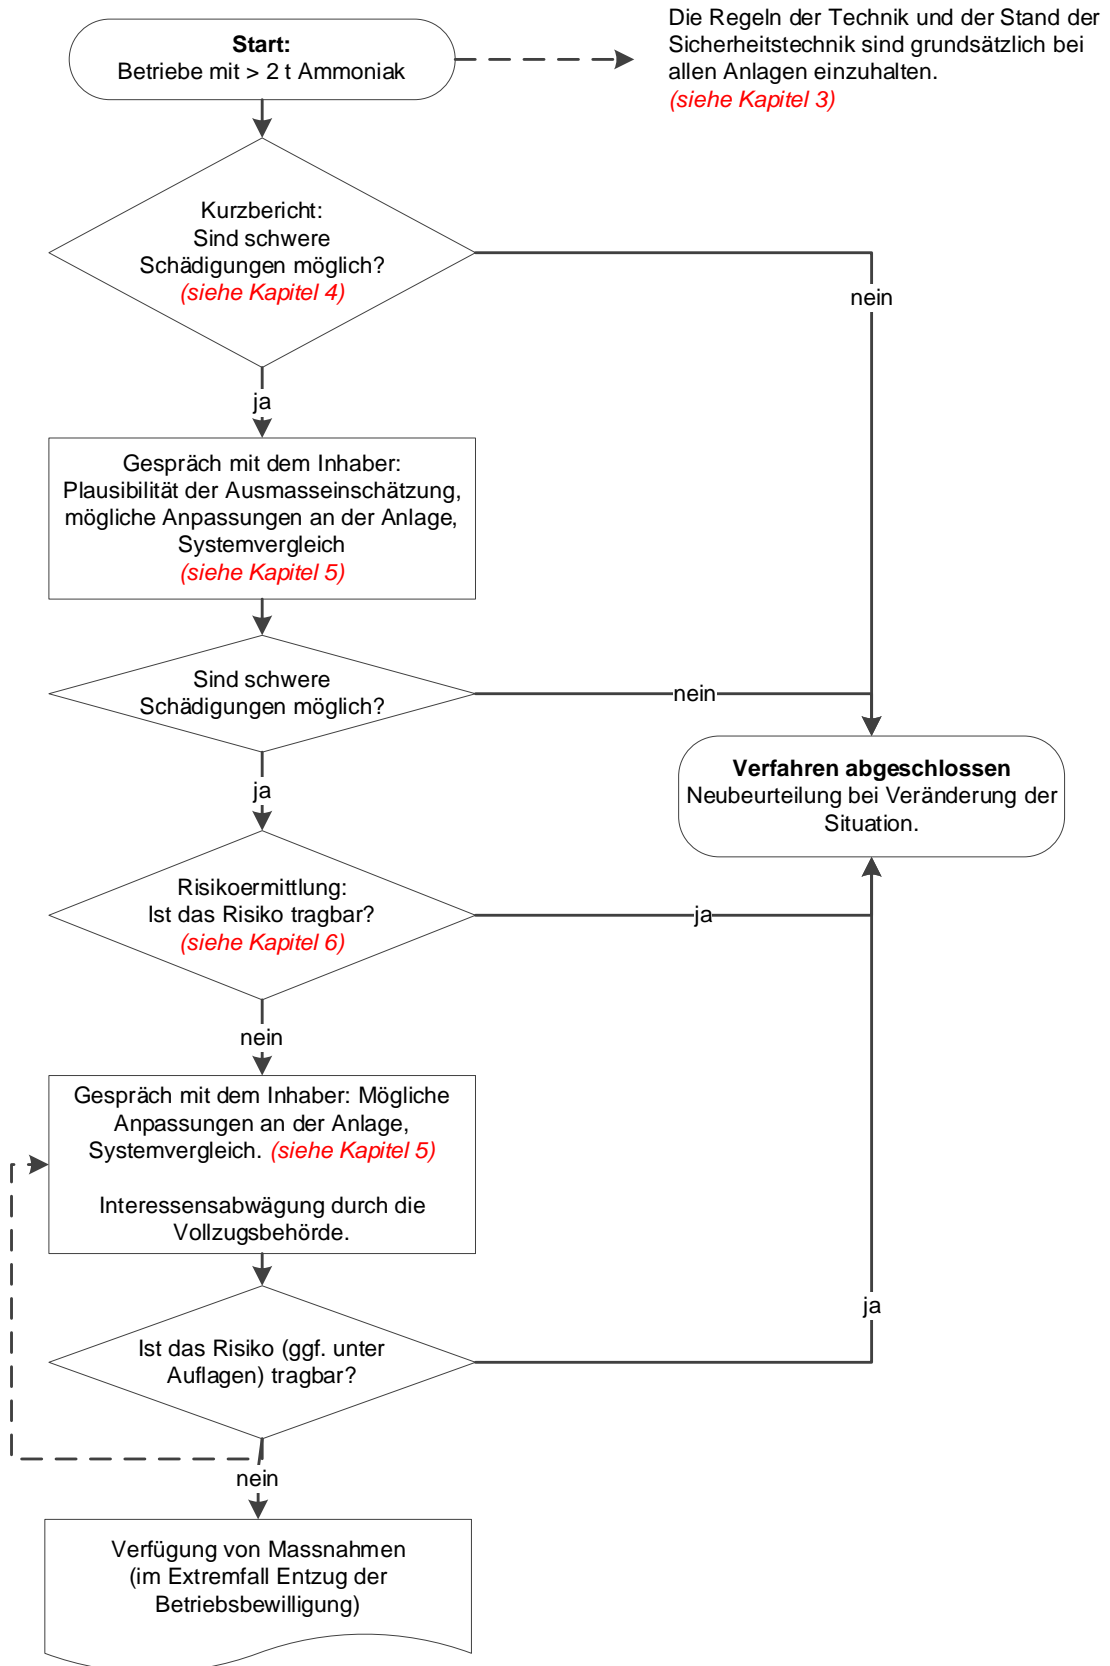 Start:
Betriebe mit > 2 t Ammoniak
Die Regeln der Technik und der Stand der
Sicherheitstechnik sind grundsätzlich bei
allen Anlagen einzuhalten.
(siehe Kapitel 3)
Kurzbericht:
Sind schwere
Schädigungen möglich?
(siehe Kapitel 4)
nein
ja
Gespräch mit dem Inhaber:
Plausibilität der Ausmasseinschätzung,
mögliche Anpassungen an der Anlage,
Systemvergleich
(siehe Kapitel 5)
Sind schwere
Schädigungen möglich?
nein
ja
Verfahren abgeschlossen
Neubeurteilung bei Veränderung der
Situation.
Risikoermittlung:
Ist das Risiko tragbar?
(siehe Kapitel 6)
ja
nein
Gespräch mit dem Inhaber: Mögliche
Anpassungen an der Anlage,
Systemvergleich. (siehe Kapitel 5)
Interessensabwägung durch die
Vollzugsbehörde.
ja
Ist das Risiko (ggf. unter
Auflagen) tragbar?
nein
Verfügung von Massnahmen
(im Extremfall Entzug der
Betriebsbewilligung)